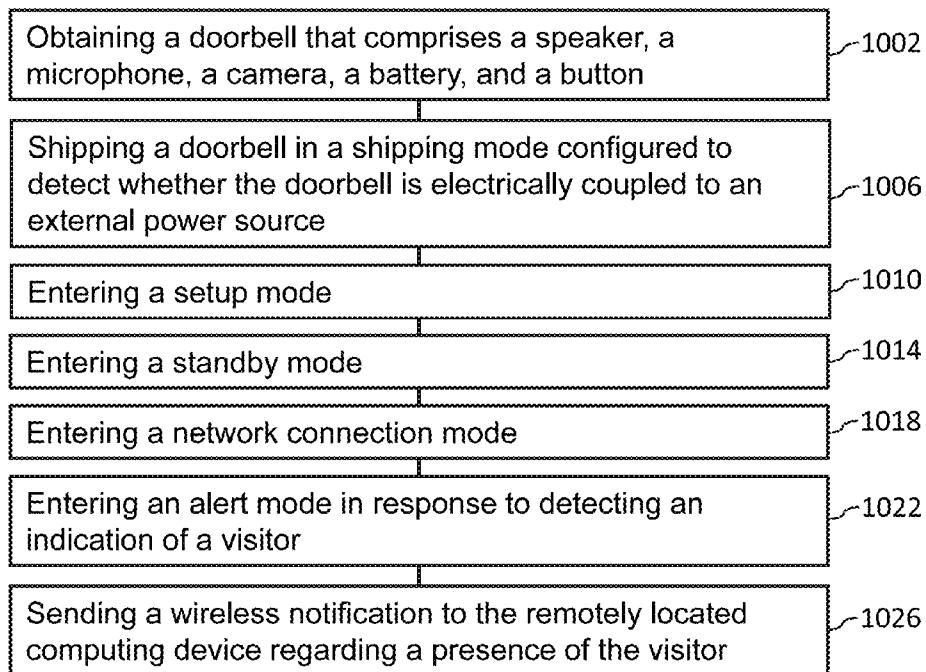 Obtaining a doorbell that comprises a speaker, a
microphone, a camera, a battery, and a button
1002
Shipping a doorbell in a shipping mode configured to
detect whether the doorbell is electrically coupled to an
external power source
1006
Entering a setup mode
1010
Entering a standby mode
1014
Entering a network connection mode
1018
Entering an alert mode in response to detecting an
indication of a visitor
1022
Sending a wireless notification to the remotely located
computing device regarding a presence of the visitor
1026